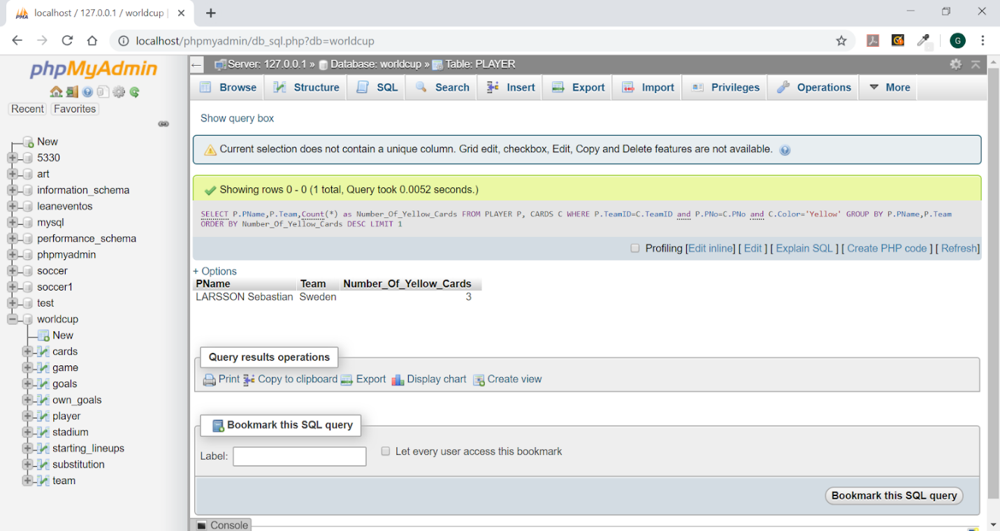 localhost / 127.0.0.1 / worldcup |
localhost/phpmyadmin/db_sql.php?db=worldcup
G
phpMyAdmin
Recent Favorites
New
5330
art
information_schema
leaneventos
mysql
performance_schema
phpmyadmin
soccer
soccer1
test
worldcup
New
cards
game
goals
own_goals
player
stadium
starting_lineups
substitution
team
Server: 127.0.0.1 » Database: worldcup » Table: PLAYER
Browse Structure SQL Search Insert Export Import Privileges Operations More
Show query box
Current selection does not contain a unique column. Grid edit, checkbox, Edit, Copy and Delete features are not available.
Showing rows 0 - 0 (1 total, Query took 0.0052 seconds.)
SELECT P.PName,P.Team,Count(*) as Number_Of_Yellow_Cards FROM PLAYER P, CARDS C WHERE P.TeamID=C.TeamID and P.PNo=C.PNo and C.Color='Yellow' GROUP BY P.PName,P.Team
ORDER BY Number_Of_Yellow_Cards DESC LIMIT 1
Profiling [Edit inline] [ Edit ] [ Explain SQL ] [ Create PHP code ] [ Refresh]
+ Options
PName Team Number_Of_Yellow_Cards
LARSSON Sebastian Sweden 3
Query results operations
Print Copy to clipboard Export Display chart Create view
Bookmark this SQL query
Label: Let every user access this bookmark
Bookmark this SQL query
Console